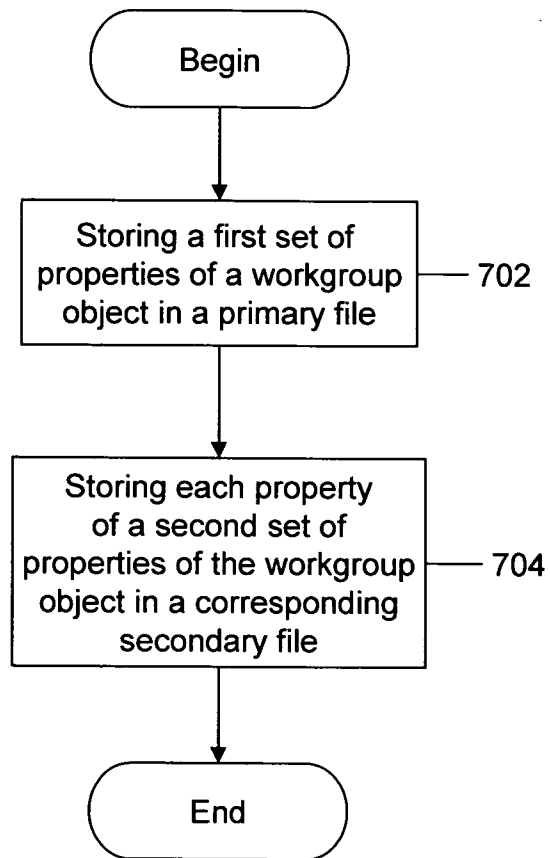 Begin
Storing a first set of
properties of a workgroup
object in a primary file
702
Storing each property
of a second set of
properties of the workgroup
object in a corresponding
secondary file
704
End